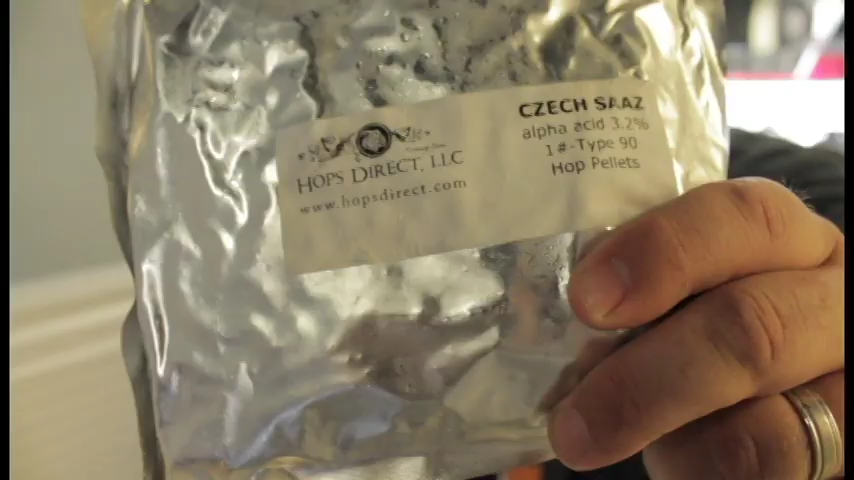 HOPS DIRECT, LLC
www.hopsdirect.com
CZECH SAAZ
alpha acid 3.2%
1 #-Type 90
Hop Pellets